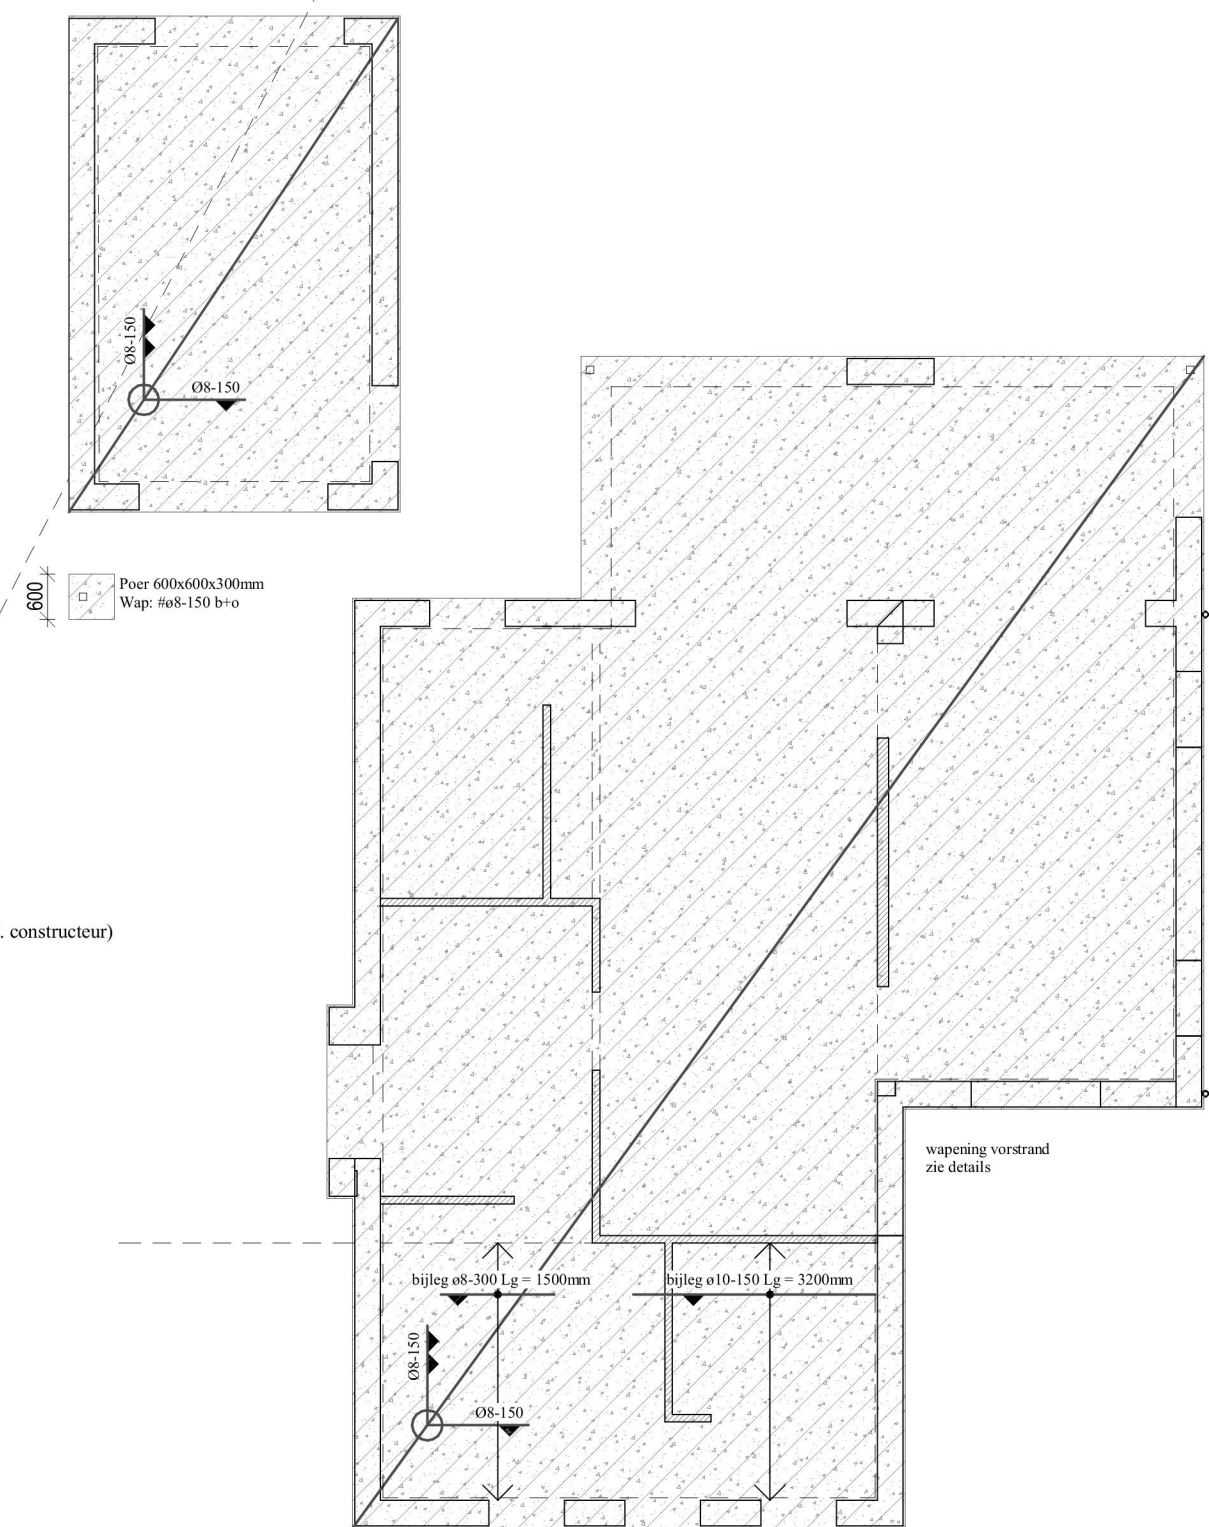 Ø8-150
Ø8-150
600
Poer 600x600x300mm
Wap: #ø8-150 b+o
. constructeur)
wapening vorstrand
zie details
bijleg ø8-300 Lg = 1500mm
bijleg ø10-150 Lg = 3200mm
Ø8-150
Ø8-150